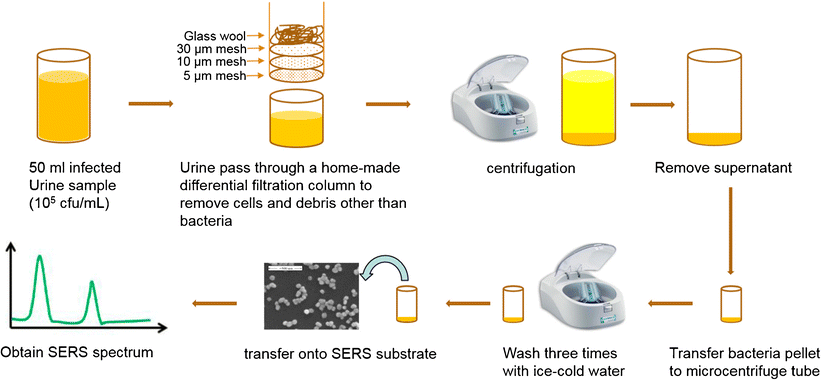 Glass wool
30 µm mesh
10 µm mesh
5 µm mesh
50 ml infected
Urine sample
(10⁵ cfu/mL)
Urine pass through a home-made
differential filtration column to
remove cells and debris other than
bacteria
centrifugation
Remove supernatant
Transfer bacteria pellet
to microcentrifuge tube
Wash three times
with ice-cold water
transfer onto SERS substrate
Obtain SERS spectrum